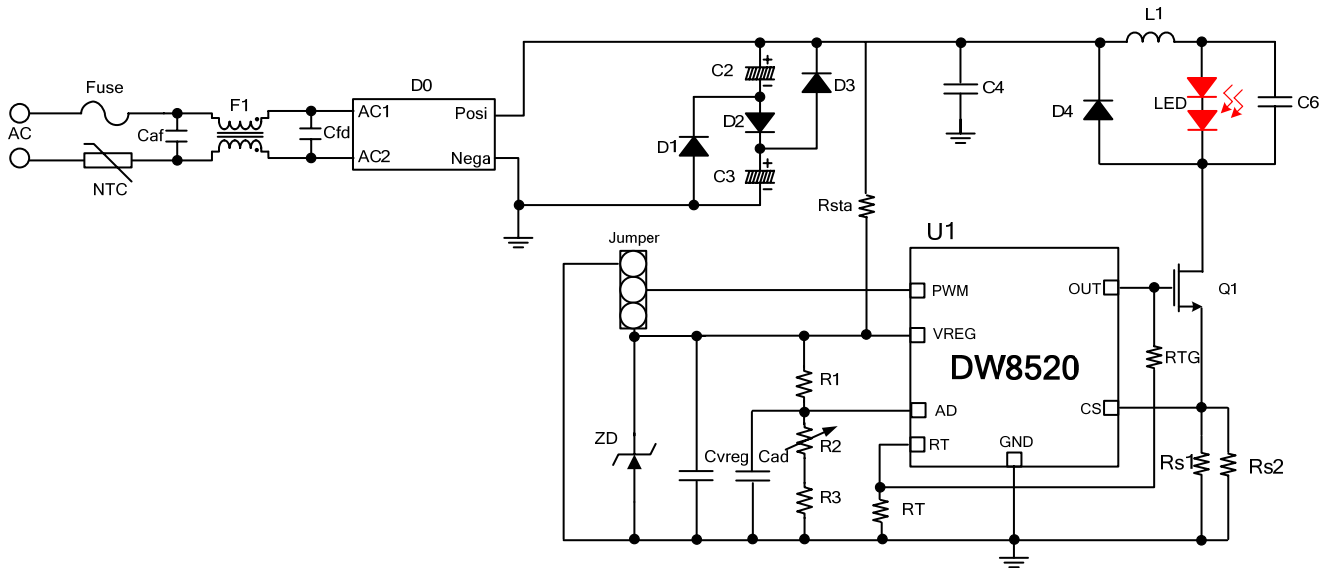 L1
Fuse
F1
D0
C2
+
−
D3
C4
D4
LED
C6
AC
Caf
Cfd
AC1
Posi
AC2
Nega
NTC
D1
D2
C3
+
−
Rsta
Jumper
U1
PWM
OUT
Q1
VREG
DW8520
RTG
R1
AD
CS
ZD
Cvreg
Cad
R2
RT
GND
Rs1
Rs2
R3
RT